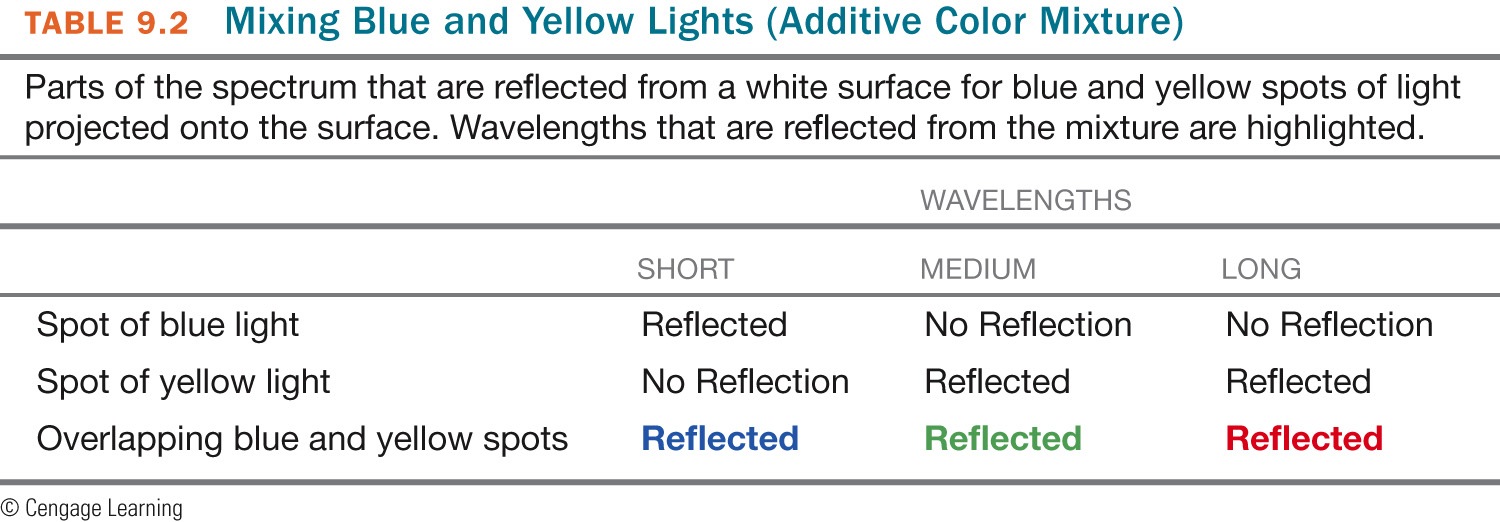 TABLE 9.2 Mixing Blue and Yellow Lights (Additive Color Mixture)
Parts of the spectrum that are reflected from a white surface for blue and yellow spots of light
projected onto the surface. Wavelengths that are reflected from the mixture are highlighted.
WAVELENGTHS
SHORT MEDIUM LONG
Spot of blue light Reflected No Reflection No Reflection
Spot of yellow light No Reflection Reflected Reflected
Overlapping blue and yellow spots Reflected Reflected Reflected
© Cengage Learning